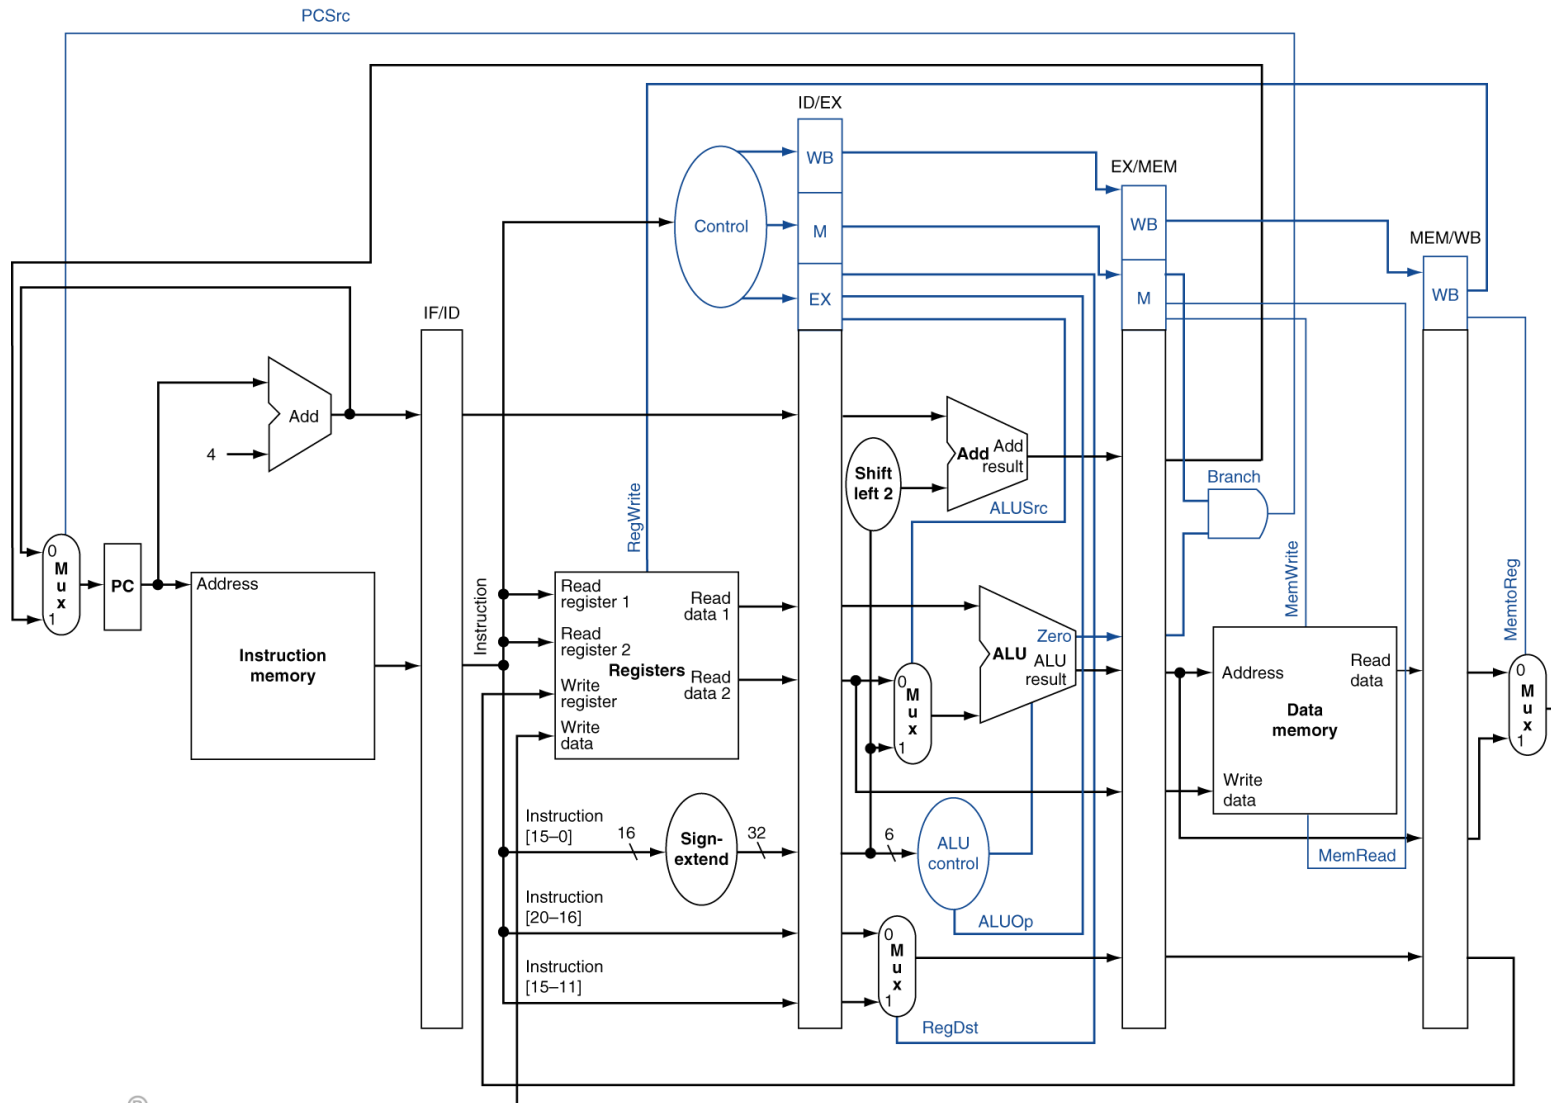 PCSrc
ID/EX
WB
EX/MEM
Control
M
WB
MEM/WB
EX
M
WB
IF/ID
Add
4
Add Add
result
Shift
left 2
Branch
ALUSrc
RegWrite
MemWrite
MemtoReg
0
M
u
x
1
PC
Address
Instruction
memory
Instruction
Read
register 1
Read
register 2
Write
register
Write
data
Registers
Read
data 1
Read
data 2
0
M
u
x
1
Zero
ALU
ALU
result
Address
Read
data
Data
memory
Write
data
0
M
u
x
1
MemRead
Instruction
[15–0]
16
Sign-
extend
32
6
ALU
control
ALUOp
Instruction
[20–16]
Instruction
[15–11]
0
M
u
x
1
RegDst